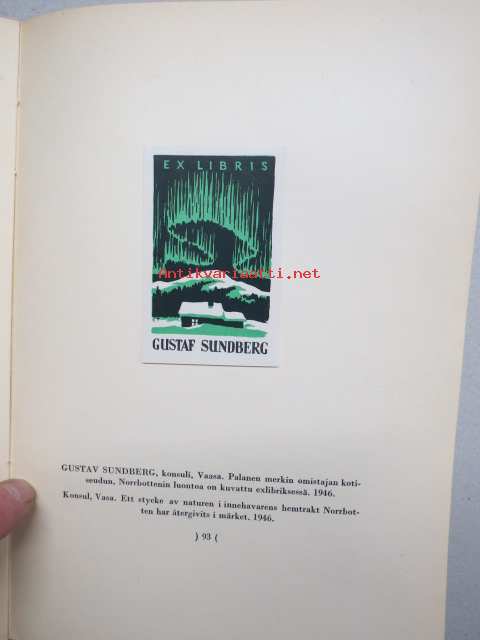 EX LIBRIS
Antikvariaatti.net
GUSTAF SUNDBERG
GUSTAV SUNDBERG, konsuli, Vaasa. Palanen merkin omistajan koti-
seudun, Norrbottenin luontoa on kuvattu exlibriksessä. 1946.
Konsul, Vasa. Ett stycke av naturen i innehavarens hemtrakt Norrbot-
ten har återgivits i märket. 1946.
) 93 (